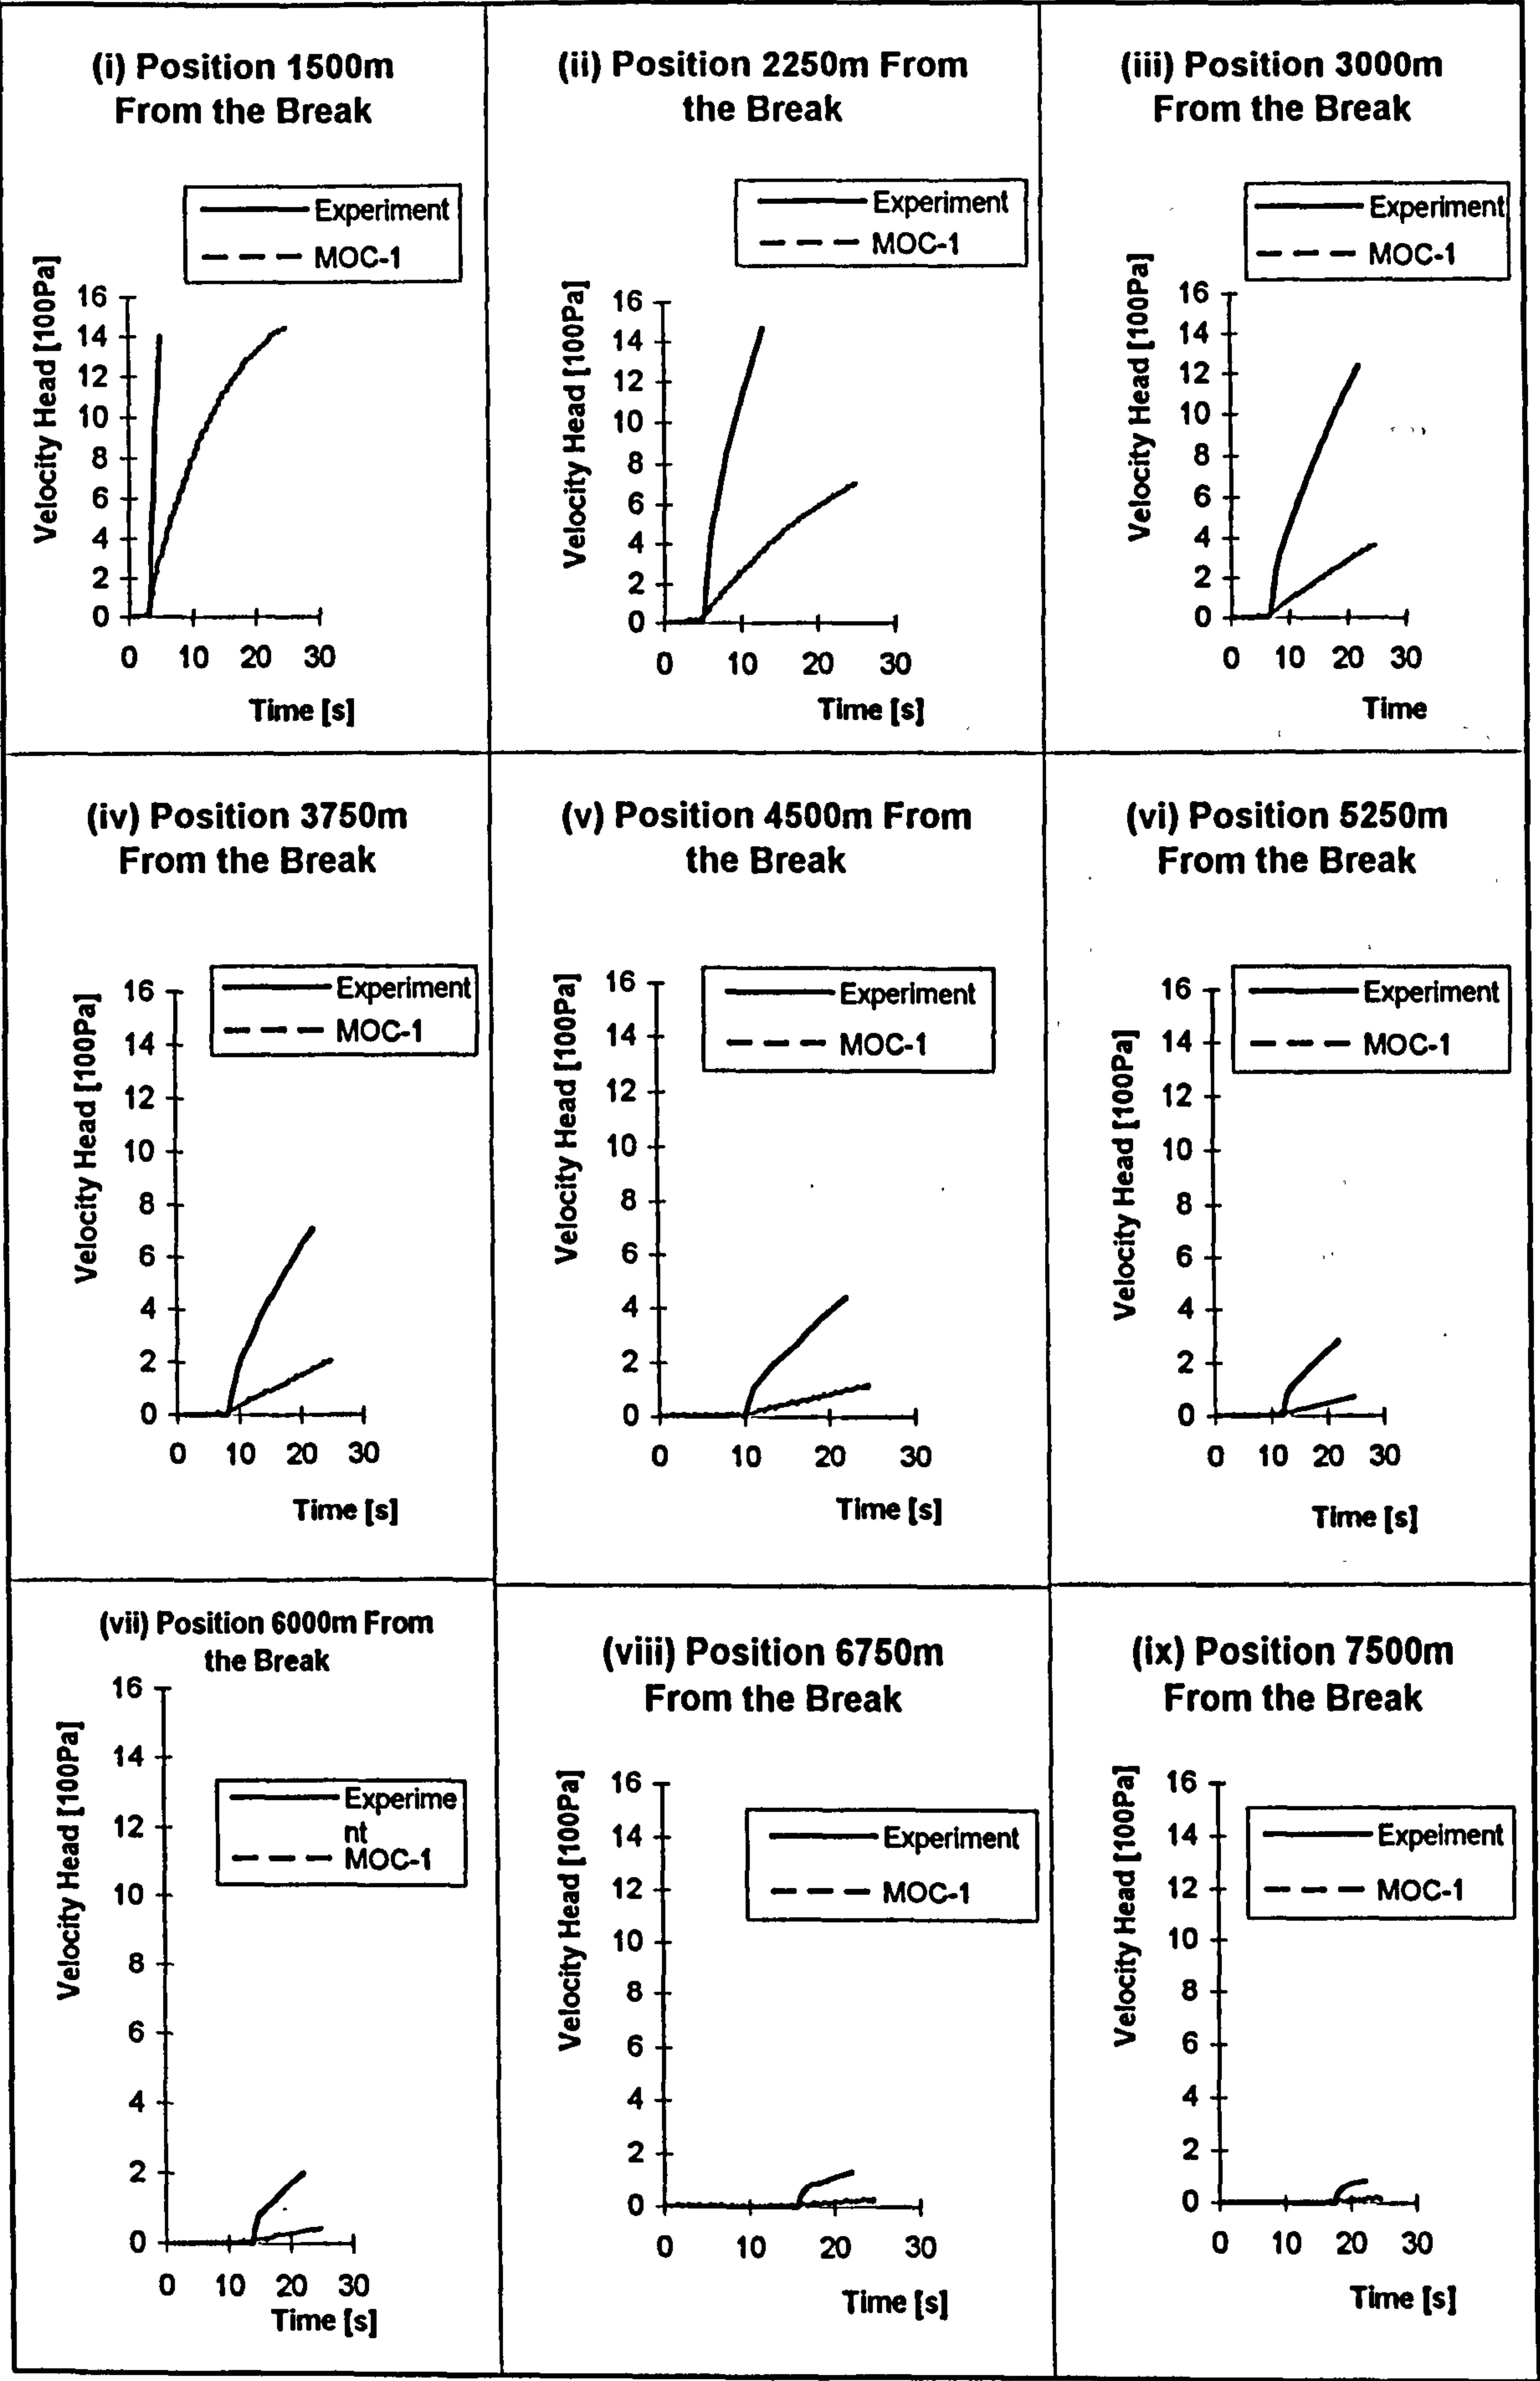 (i) Position 1500m
From the Break
Experiment
MOC-1
Velocity Head [100Pa]
16
14
12
10
8
6
4
2
0
0 10 20 30
Time [s]
(ii) Position 2250m From
the Break
Experiment
MOC-1
Velocity Head [100Pa]
16
14
12
10
8
6
4
2
0
0 10 20 30
Time [s]
(iii) Position 3000m
From the Break
Experiment
MOC-1
Velocity Head [100Pa]
16
14
12
10
8
6
4
2
0
0 10 20 30
Time
(iv) Position 3750m
From the Break
Experiment
MOC-1
Velocity Head [100Pa]
16
14
12
10
8
6
4
2
0
0 10 20 30
Time [s]
(v) Position 4500m From
the Break
Experiment
MOC-1
Velocity Head [100Pa]
16
14
12
10
8
6
4
2
0
0 10 20 30
Time [s]
(vi) Position 5250m
From the Break
Experiment
MOC-1
Velocity Head [100Pa]
16
14
12
10
8
6
4
2
0
0 10 20 30
Time [s]
(vii) Position 6000m From
the Break
Experime
nt
MOC-1
Velocity Head [100Pa]
16
14
12
10
8
6
4
2
0
0 10 20 30
Time [s]
(viii) Position 6750m
From the Break
Experiment
MOC-1
Velocity Head [100Pa]
16
14
12
10
8
6
4
2
0
0 10 20 30
Time [s]
(ix) Position 7500m
From the Break
Expeiment
MOC-1
Velocity Head [100Pa]
16
14
12
10
8
6
4
2
0
0 10 20 30
Time [s]